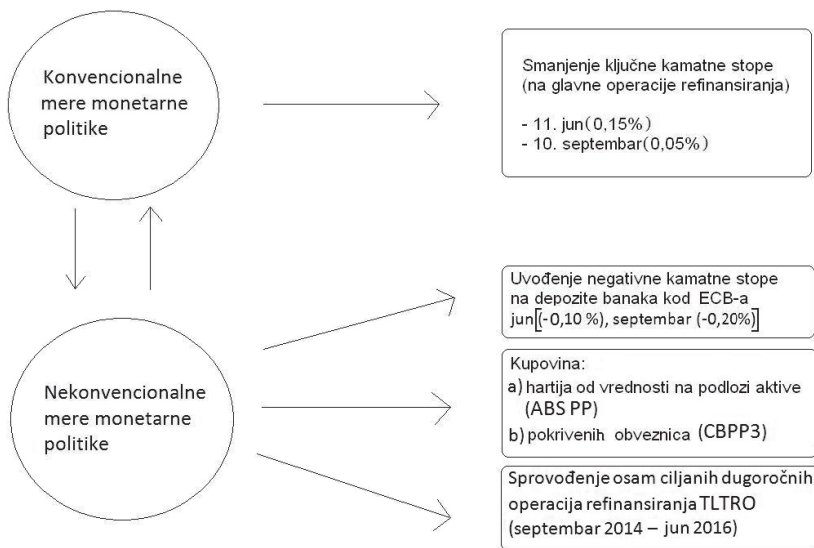 Konvencionalne
mere monetarne
politike
Smanjenje ključne kamatne stope
(na glavne operacije refinansiranja)
- 11. jun(0,15%)
- 10. septembar(0,05%)
Nekonvencionalne
mere monetarne
politike
Uvođenje negativne kamatne stope
na depozite banaka kod ECB-a
jun[(-0,10 %), septembar (-0,20%)]
Kupovina:
a) hartija od vrednosti na podlozi aktive
(ABS PP)
b) pokrivenih obveznica (CBPP3)
Sprovođenje osam ciljanih dugoročnih
operacija refinansiranja TLTRO
(septembar 2014 – jun 2016)